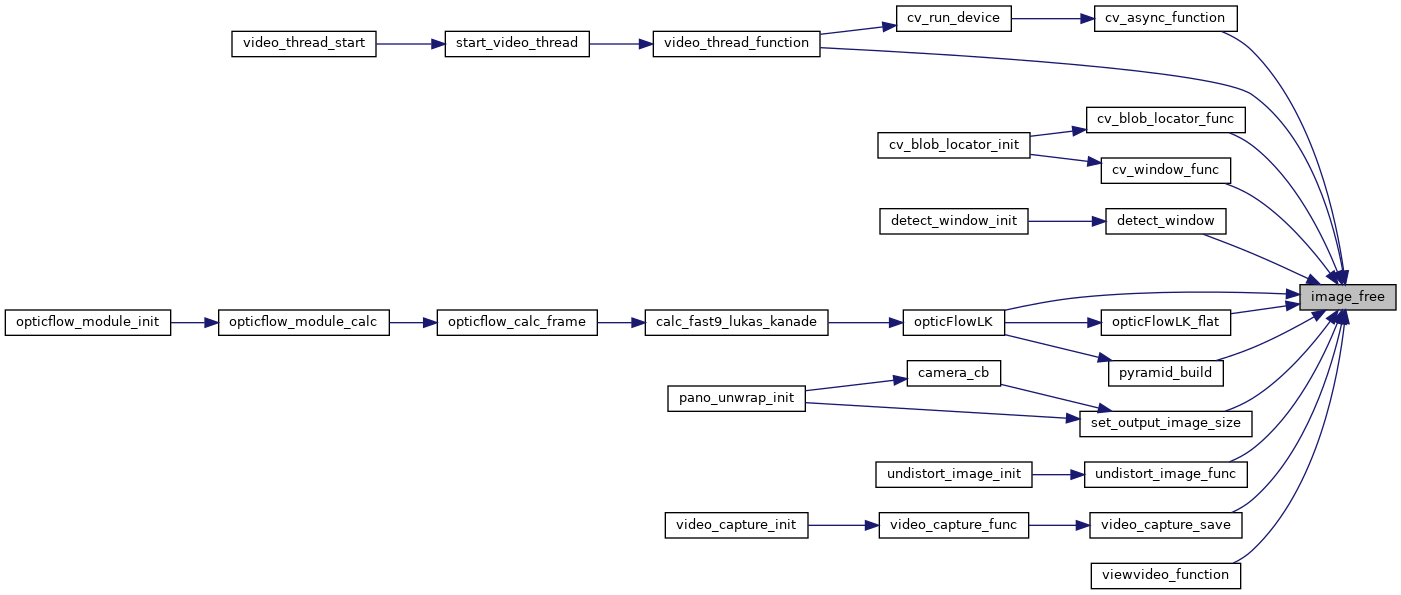 cv_run_device
cv_async_function
video_thread_start
start_video_thread
video_thread_function
cv_blob_locator_func
cv_blob_locator_init
cv_window_func
detect_window_init
detect_window
image_free
opticflow_module_init
opticflow_module_calc
opticflow_calc_frame
calc_fast9_lukas_kanade
opticFlowLK
opticFlowLK_flat
camera_cb
pyramid_build
pano_unwrap_init
set_output_image_size
undistort_image_init
undistort_image_func
video_capture_init
video_capture_func
video_capture_save
viewvideo_function